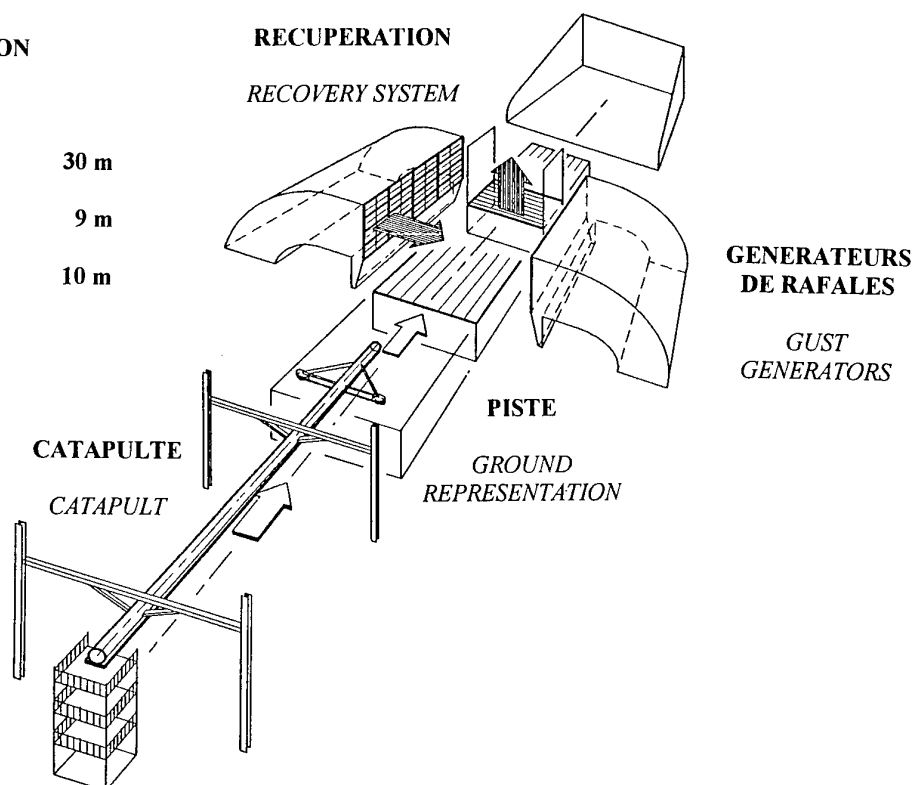 ON
RECUPERATION
RECOVERY SYSTEM
30 m
9 m
10 m
GENERATEURS
DE RAFALES
GUST
GENERATORS
PISTE
GROUND
REPRESENTATION
CATAPULTE
CATAPULT